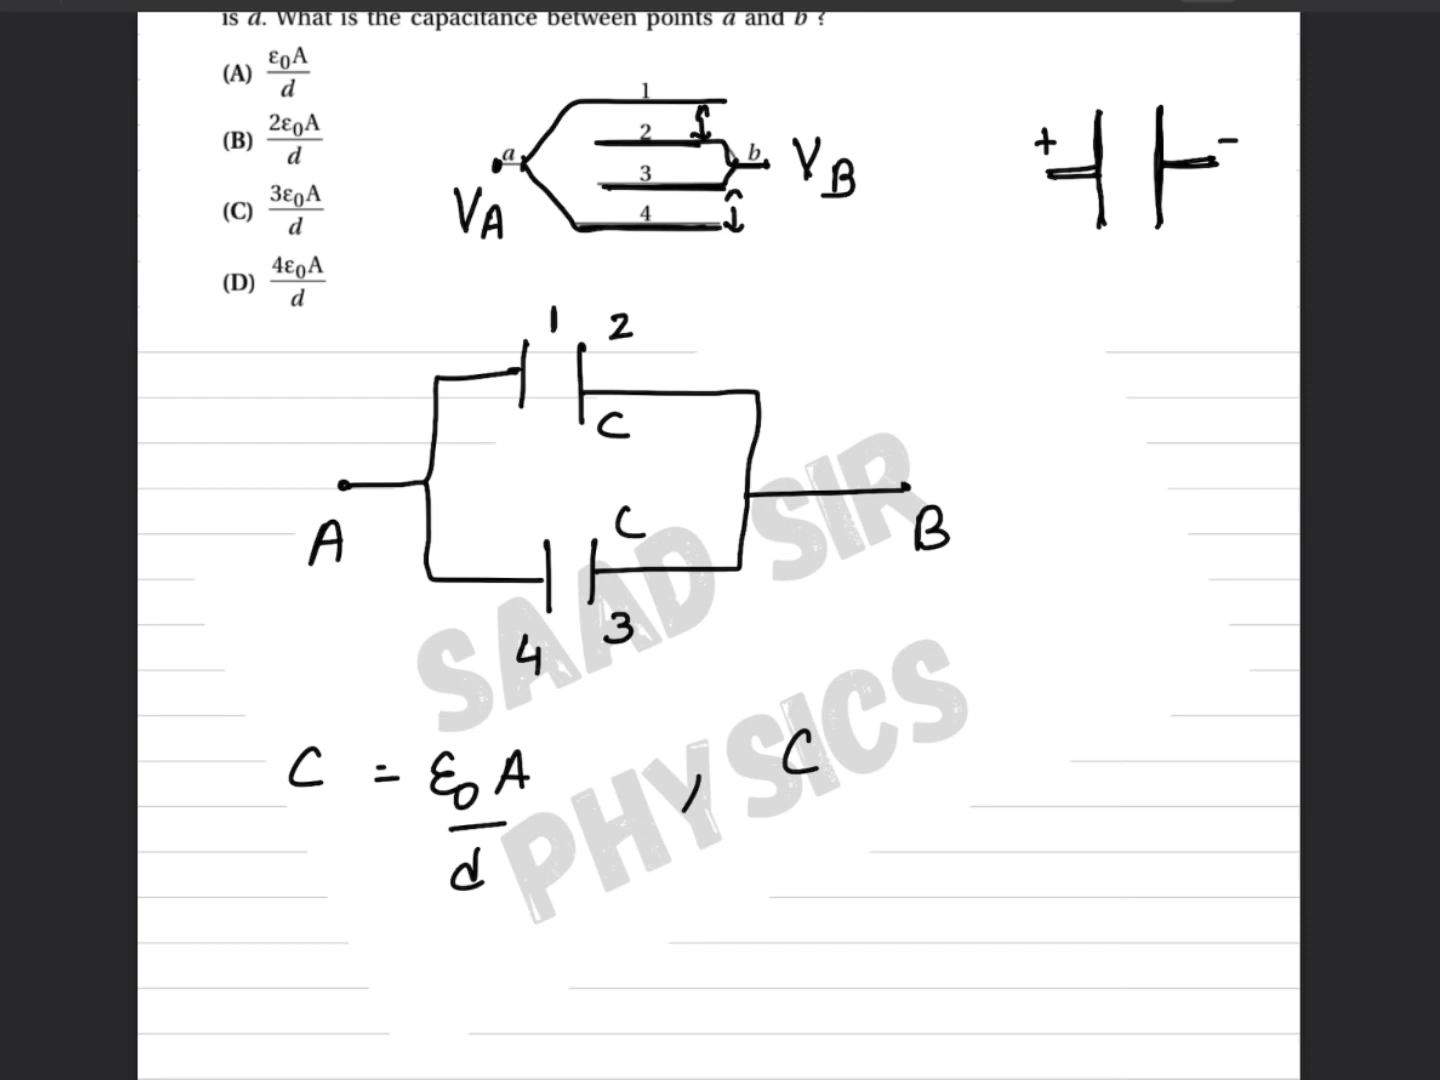 is d. What is the capacitance between points a and b ?
(A) ε₀A / d
(B) 2ε₀A / d
(C) 3ε₀A / d
(D) 4ε₀A / d
1
2
3
4
a
b
V_A
V_B
+ −
1 2
C
A
B
C
4 3
C = ε₀A / d , C
SAAD SIR
PHYSICS